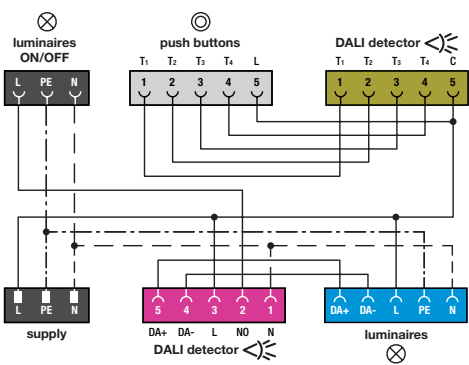 luminaires
ON/OFF
push buttons
DALI detector
L PE N
T1 T2 T3 T4 L
1 2 3 4 5
T1 T2 T3 T4 C
1 2 3 4 5
L PE N
supply
5 4 3 2 1
DA+ DA- L NO N
DALI detector
DA+ DA- L PE N
luminaires